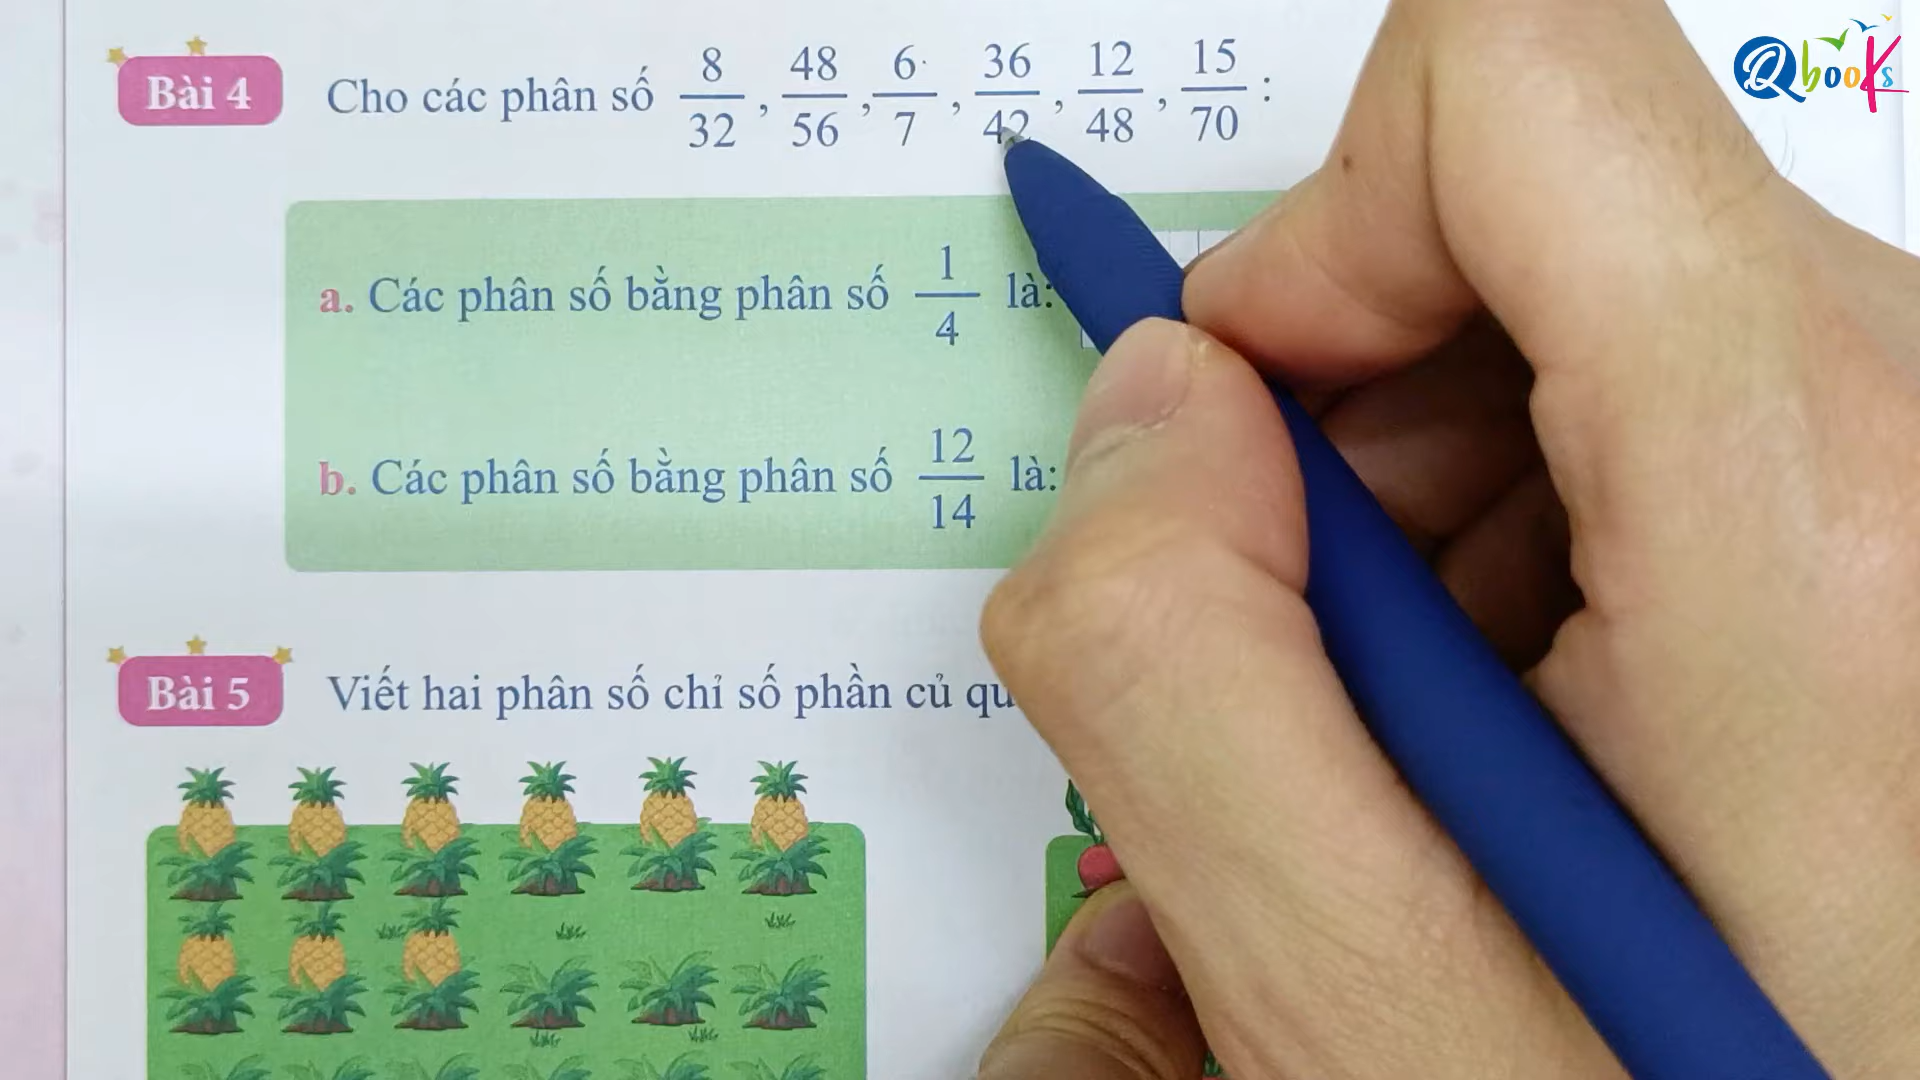 Qbooks
Bài 4 Cho các phân số 8/32, 48/56, 6/7, 36/42, 12/48, 15/70:
a. Các phân số bằng phân số 1/4 là:
b. Các phân số bằng phân số 12/14 là:
Bài 5 Viết hai phân số chỉ số phần củ